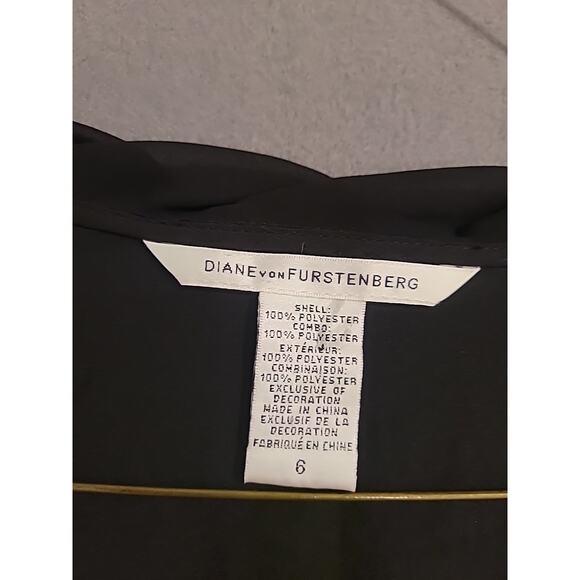 DIANE VON FURSTENBERG
SHELL:
100% POLYESTER
COMBO:
100% POLYESTER
EXTÉRIEUR:
100% POLYESTER
COMBINAISON:
100% POLYESTER
EXCLUSIVE OF
DECORATION
MADE IN CHINA
EXCLUSIF DE LA
DECORATION
FABRIQUÉ EN CHINE
6